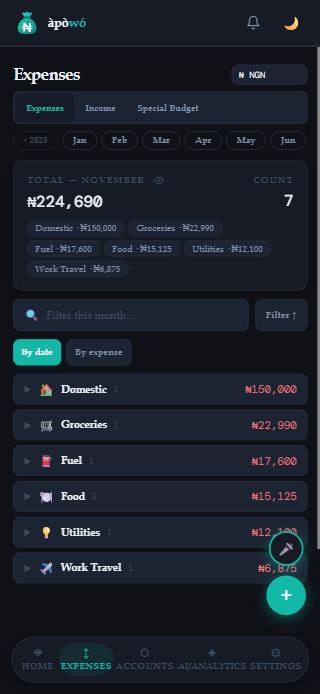 àpòwó
Expenses
₦ NGN
Expenses Income Special Budget
‹ 2025 Jan Feb Mar Apr May Jun
TOTAL — NOVEMBER COUNT
₦224,690 7
Domestic ·₦150,000 Groceries ·₦22,990
Fuel ·₦17,600 Food ·₦15,125 Utilities ·₦12,100
Work Travel ·₦6,875
Filter this month... Filter ↑
By date By expense
Domestic 1 ₦150,000
Groceries 1 ₦22,990
Fuel 1 ₦17,600
Food 2 ₦15,125
Utilities 1 ₦12,100
Work Travel 1 ₦6,875
+
HOME EXPENSES ACCOUNTS AI/ANALYTICS SETTINGS